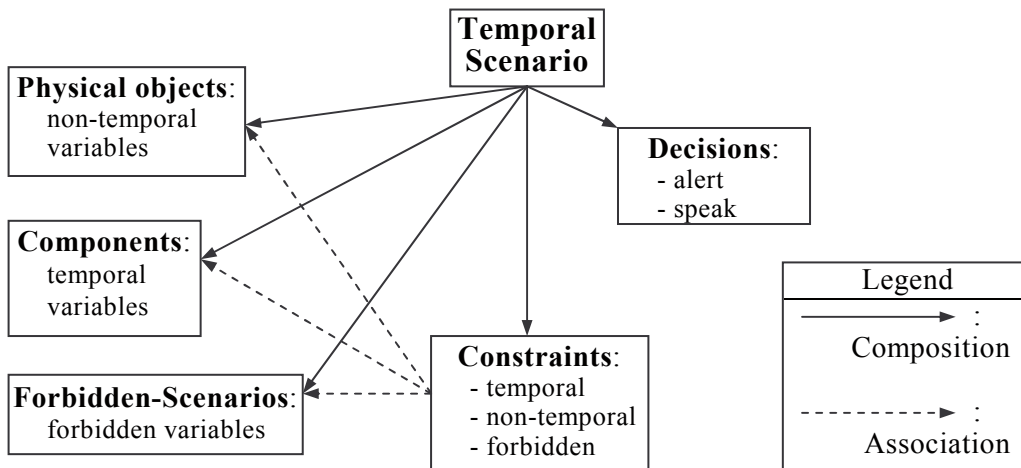 Temporal
Scenario
Physical objects:
non-temporal
variables
Decisions:
- alert
- speak
Components:
temporal
variables
Forbidden-Scenarios:
forbidden variables
Constraints:
- temporal
- non-temporal
- forbidden
Legend
:
Composition
:
Association